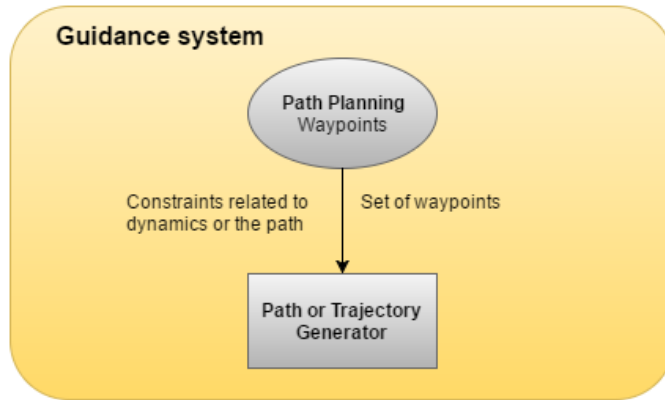 Guidance system
Path Planning
Waypoints
Constraints related to
dynamics or the path
Set of waypoints
Path or Trajectory
Generator